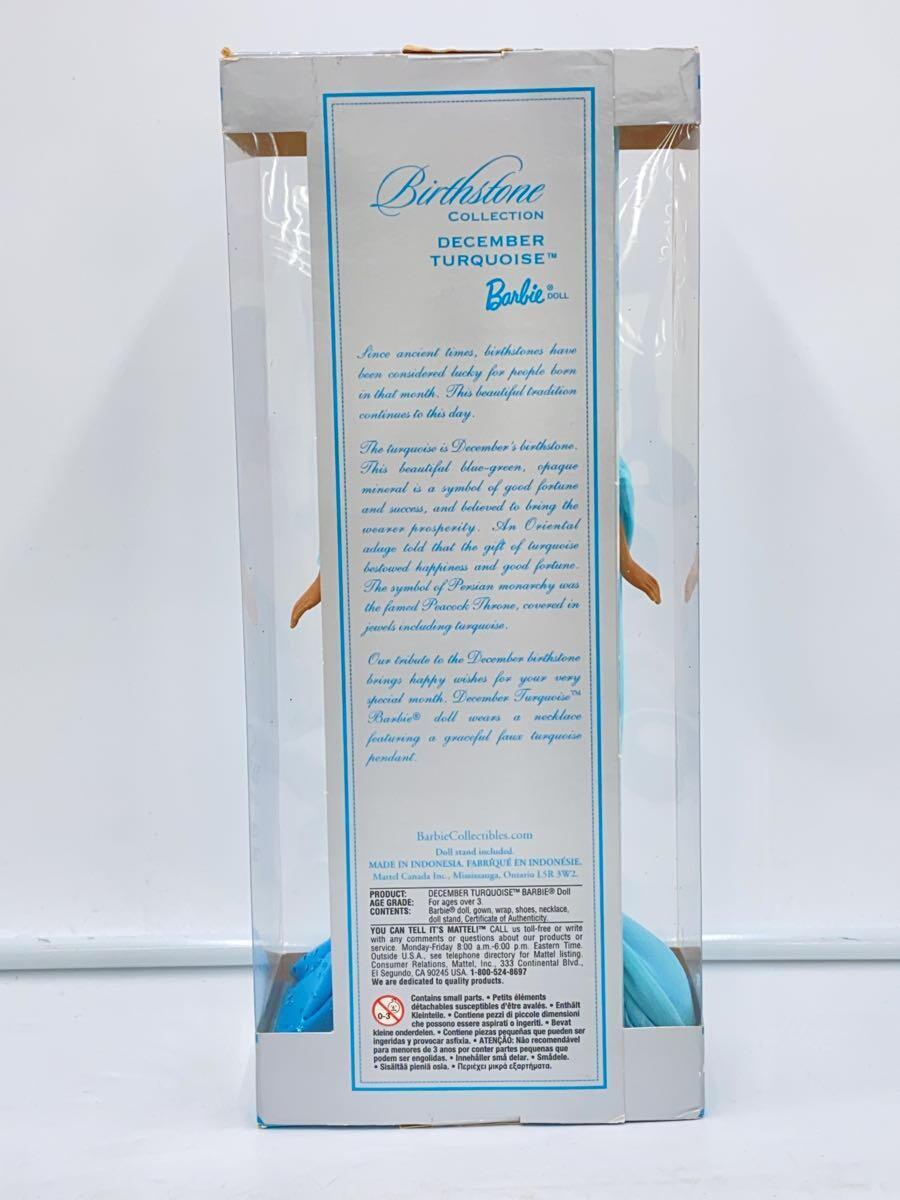 Birthstone
COLLECTION
DECEMBER
TURQUOISE™
Barbie® DOLL
Since ancient times, birthstones have
been considered lucky for people born
in that month. This beautiful tradition
continues to this day.
The turquoise is December's birthstone.
This beautiful blue-green, opaque
mineral is a symbol of good fortune
and success, and believed to bring the
wearer prosperity. An Oriental
adage told that the gift of turquoise
bestowed happiness and good fortune.
The symbol of Persian monarchy was
the famed Peacock Throne, covered in
jewels including turquoise.
Our tribute to the December birthstone
brings happy wishes for your very
special month. December Turquoise™
Barbie® doll wears a necklace
featuring a graceful faux turquoise
pendant.
BarbieCollectibles.com
Doll stand included.
MADE IN INDONESIA. FABRIQUÉ EN INDONÉSIE.
Mattel Canada Inc., Mississauga, Ontario L5R 3W2.
PRODUCT: DECEMBER TURQUOISE™ BARBIE® Doll
AGE GRADE: For ages over 3.
CONTENTS: Barbie® doll, gown, wrap, shoes, necklace,
doll stand, Certificate of Authenticity.
YOU CAN TELL IT'S MATTEL!™ CALL us toll-free or write
with any comments or questions about our products or
service. Monday-Friday 8:00 a.m.-6:00 p.m. Eastern Time.
Outside U.S.A., see telephone directory for Mattel listing.
Consumer Relations, Mattel, Inc., 333 Continental Blvd.,
El Segundo, CA 90245 USA. 1-800-524-8697
We are dedicated to quality products.
0-3
Contains small parts. • Petits éléments
détachables susceptibles d'être avalés. • Enthält
Kleinteile. • Contiene pezzi di piccole dimensioni
che possono essere aspirati o ingeriti. • Bevat
kleine onderdelen. • Contiene piezas pequeñas que pueden ser
ingeridas y provocar asfixia. • ATENÇÃO: Não recomendável
para menores de 3 anos por conter partes pequenas que
podem ser engolidas. • Innehåller små delar. • Smådele.
• Sisältää pieniä osia. • Περιέχει μικρά εξαρτήματα.